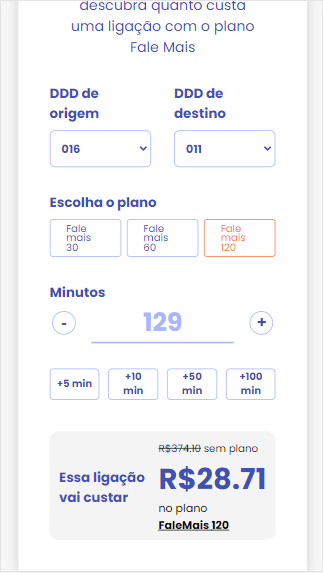 descubra quanto custa
uma ligação com o plano
Fale Mais
DDD de
origem
DDD de
destino
016
011
Escolha o plano
Fale
mais
30
Fale
mais
60
Fale
mais
120
Minutos
-
129
+
+5 min
+10
min
+50
min
+100
min
Essa ligação
vai custar
R$374.10 sem plano
R$28.71
no plano
FaleMais 120